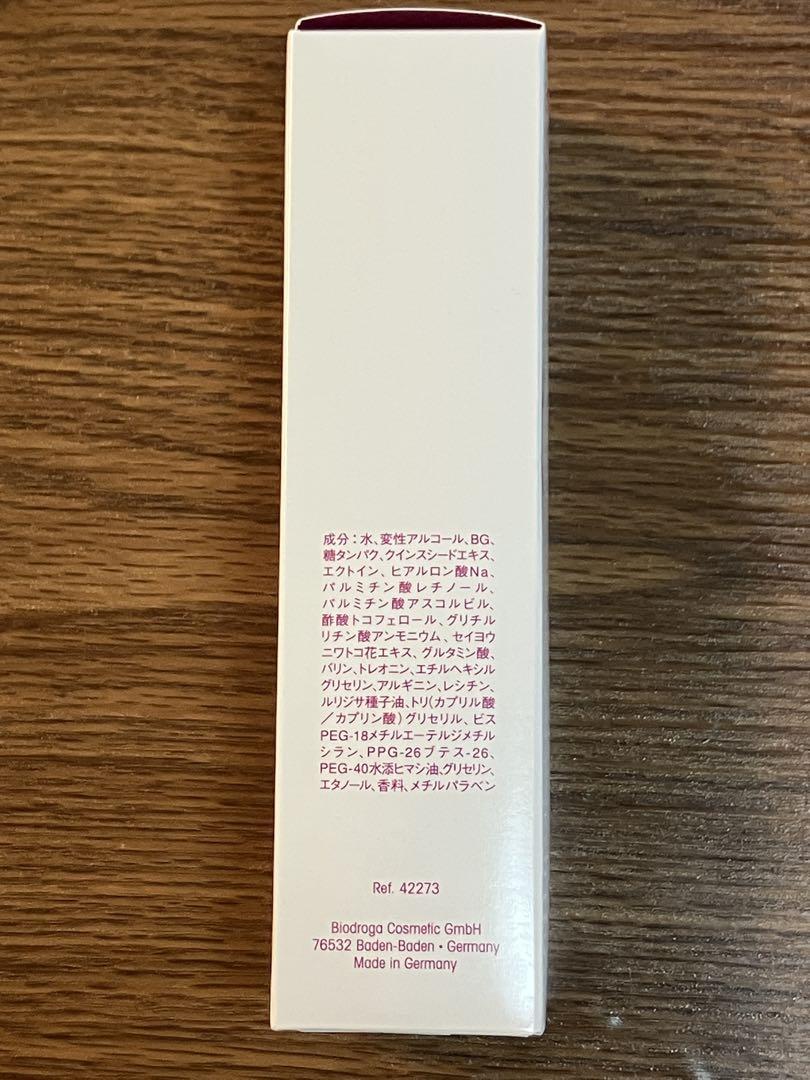 成分：水、変性アルコール、BG、
糖タンパク、クインスシードエキス、
エクトイン、ヒアルロン酸Na、
パルミチン酸レチノール、
パルミチン酸アスコルビル、
酢酸トコフェロール、グリチル
リチン酸アンモニウム、セイヨウ
ニワトコ花エキス、グルタミン酸、
バリン、トレオニン、エチルヘキシル
グリセリン、アルギニン、レシチン、
ルリジサ種子油、トリ(カプリル酸
／カプリン酸)グリセリル、ビス
PEG-18メチルエーテルジメチル
シラン、PPG-26ブテス-26、
PEG-40水添ヒマシ油、グリセリン、
エタノール、香料、メチルパラベン
Ref. 42273
Biodroga Cosmetic GmbH
76532 Baden-Baden • Germany
Made in Germany